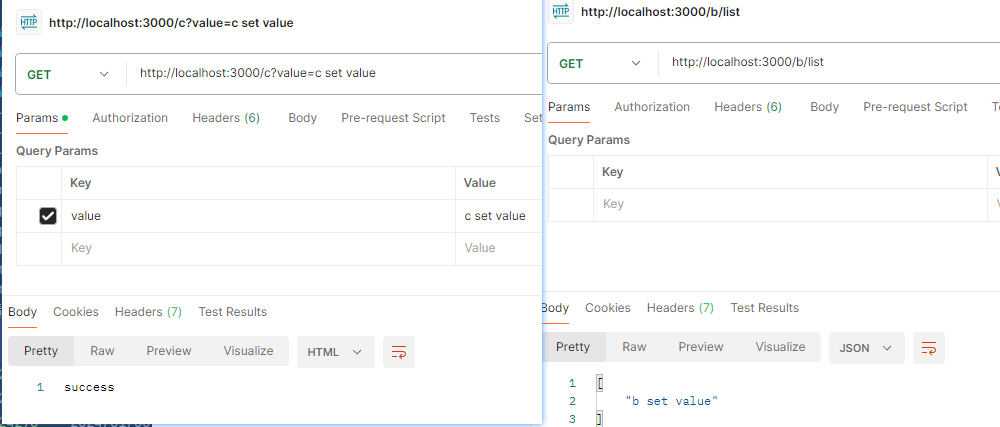 HTTP http://localhost:3000/c?value=c set value
GET http://localhost:3000/c?value=c set value
Params Authorization Headers (6) Body Pre-request Script Tests Set
Query Params
Key Value
value c set value
Key Value
Body Cookies Headers (7) Test Results
Pretty Raw Preview Visualize HTML
1 success
HTTP http://localhost:3000/b/list
GET http://localhost:3000/b/list
Params Authorization Headers (6) Body Pre-request Script Te
Query Params
Key V
Key V
Body Cookies Headers (7) Test Results
Pretty Raw Preview Visualize JSON
1 [
2 "b set value"
3 ]